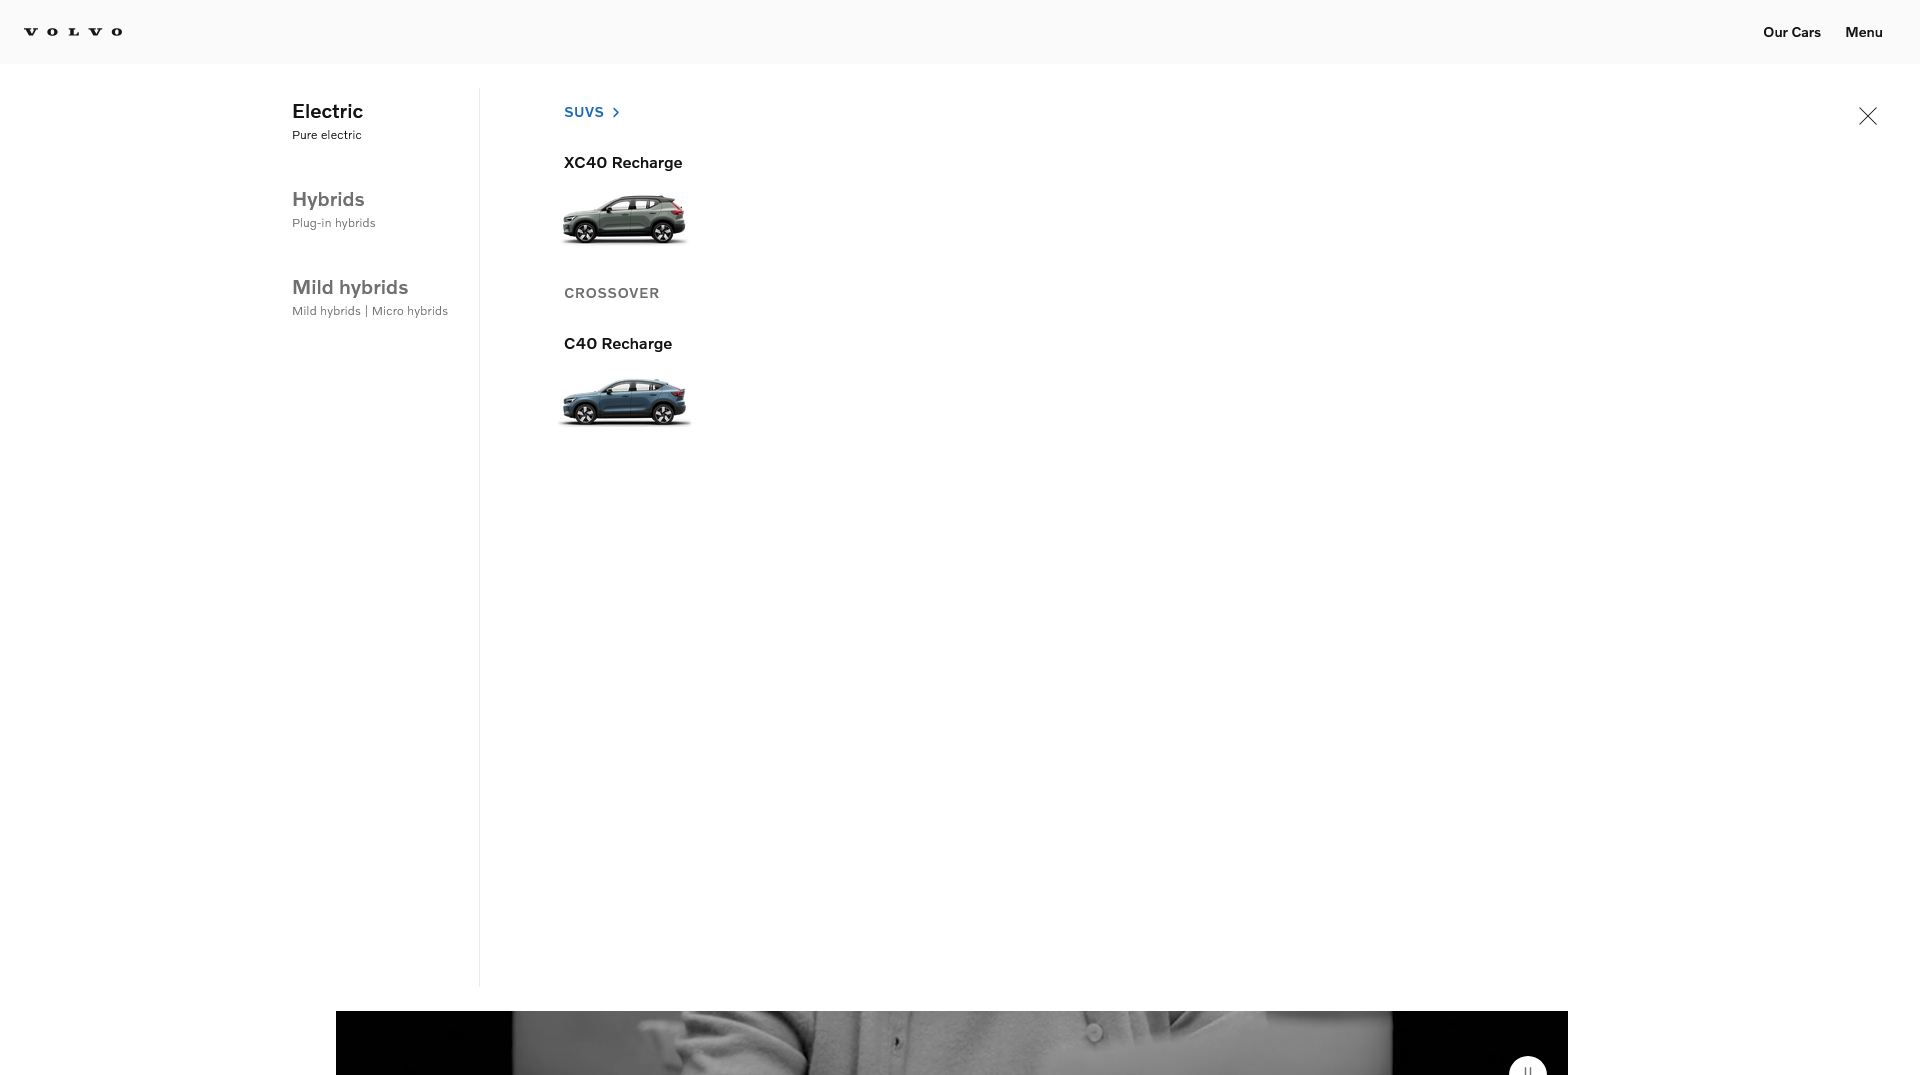 VOLVO
Our Cars
Menu
Electric
Pure electric
Hybrids
Plug-in hybrids
Mild hybrids
Mild hybrids | Micro hybrids
SUVS
XC40 Recharge
CROSSOVER
C40 Recharge